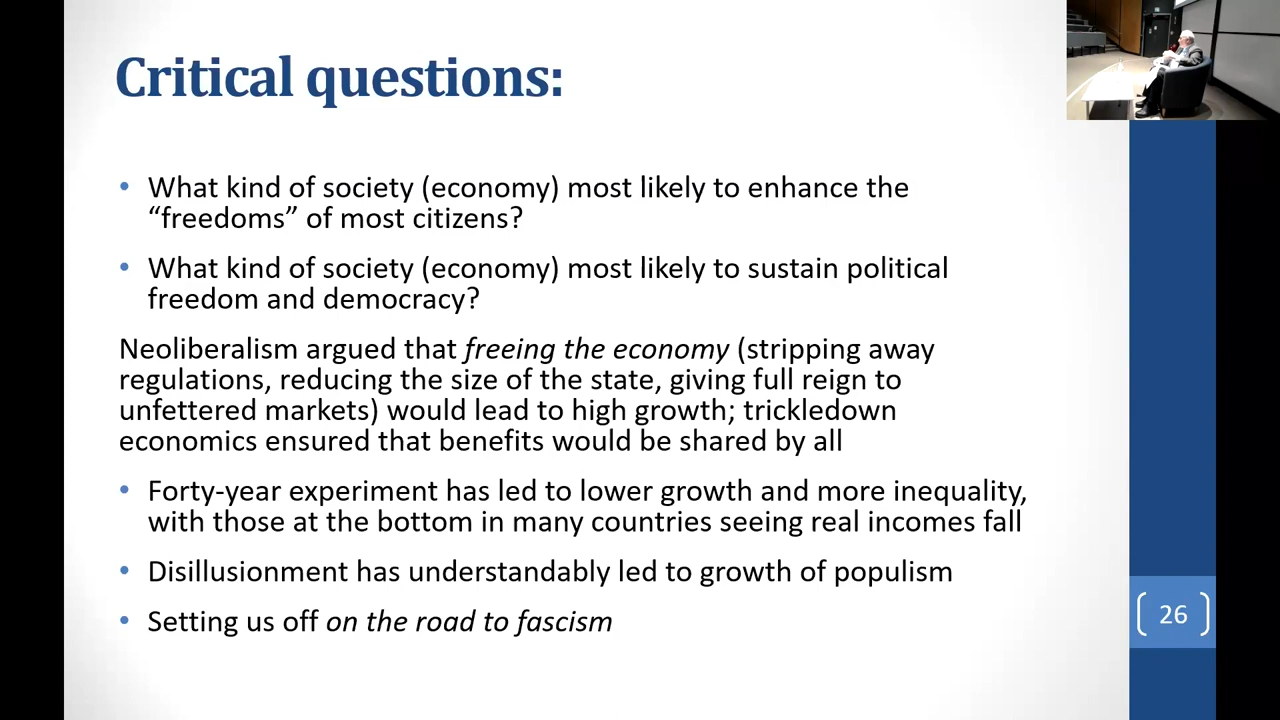 Critical questions:
• What kind of society (economy) most likely to enhance the
“freedoms” of most citizens?
• What kind of society (economy) most likely to sustain political
freedom and democracy?
Neoliberalism argued that freeing the economy (stripping away
regulations, reducing the size of the state, giving full reign to
unfettered markets) would lead to high growth; trickledown
economics ensured that benefits would be shared by all
• Forty-year experiment has led to lower growth and more inequality,
with those at the bottom in many countries seeing real incomes fall
• Disillusionment has understandably led to growth of populism
• Setting us off on the road to fascism
26